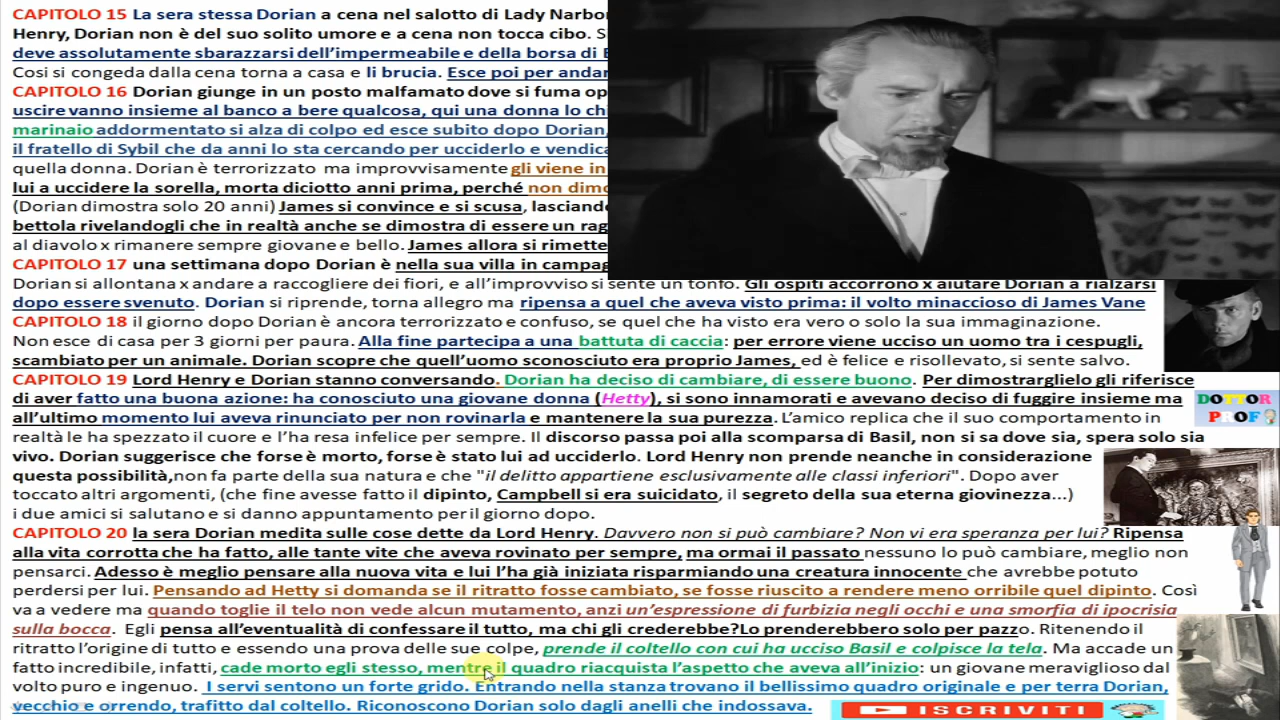 CAPITOLO 15 La sera stessa Dorian a cena nel salotto di Lady Narbor
Henry, Dorian non è del suo solito umore e a cena non tocca cibo. S
deve assolutamente sbarazzarsi dell'impermeabile e della borsa di
Cosi si congeda dalla cena torna a casa e li brucia. Esce poi per andar
CAPITOLO 16 Dorian giunge in un posto malfamato dove si fuma op
uscire vanno insieme al banco a bere qualcosa, qui una donna lo chi
marinaio addormentato si alza di colpo ed esce subito dopo Dorian,
il fratello di Sybil che da anni lo sta cercando per ucciderlo e vendica
quella donna. Dorian è terrorizzato ma improvvisamente gli viene in
lui a uccidere la sorella, morta diciotto anni prima, perché non dimo
(Dorian dimostra solo 20 anni) James si convince e si scusa, lasciando
bettola rivelandogli che in realtà anche se dimostra di essere un rag
al diavolo x rimanere sempre giovane e bello. James allora si rimette
CAPITOLO 17 una settimana dopo Dorian è nella sua villa in campag
Dorian si allontana x andare a raccogliere dei fiori, e all'improvviso si sente un tonfo. Gli ospiti accorrono x aiutare Dorian a rialzarsi
dopo essere svenuto. Dorian si riprende, torna allegro ma ripensa a quel che aveva visto prima: il volto minaccioso di James Vane
CAPITOLO 18 il giorno dopo Dorian è ancora terrorizzato e confuso, se quel che ha visto era vero o solo la sua immaginazione.
Non esce di casa per 3 giorni per paura. Alla fine partecipa a una battuta di caccia: per errore viene ucciso un uomo tra i cespugli,
scambiato per un animale. Dorian scopre che quell'uomo sconosciuto era proprio James, ed è felice e risollevato, si sente salvo.
CAPITOLO 19 Lord Henry e Dorian stanno conversando. Dorian ha deciso di cambiare, di essere buono. Per dimostrarglielo gli riferisce
di aver fatto una buona azione: ha conosciuto una giovane donna (Hetty), si sono innamorati e avevano deciso di fuggire insieme ma
all'ultimo momento lui aveva rinunciato per non rovinarla e mantenere la sua purezza. L'amico replica che il suo comportamento in
realtà le ha spezzato il cuore e l'ha resa infelice per sempre. Il discorso passa poi alla scomparsa di Basil, non si sa dove sia, spera solo sia
vivo. Dorian suggerisce che forse è morto, forse è stato lui ad ucciderlo. Lord Henry non prende neanche in considerazione
questa possibilità, non fa parte della sua natura e che "il delitto appartiene esclusivamente alle classi inferiori". Dopo aver
toccato altri argomenti, (che fine avesse fatto il dipinto, Campbell si era suicidato, il segreto della sua eterna giovinezza...)
i due amici si salutano e si danno appuntamento per il giorno dopo.
CAPITOLO 20 la sera Dorian medita sulle cose dette da Lord Henry. Davvero non si può cambiare? Non vi era speranza per lui? Ripensa
alla vita corrotta che ha fatto, alle tante vite che aveva rovinato per sempre, ma ormai il passato nessuno lo può cambiare, meglio non
pensarci. Adesso è meglio pensare alla nuova vita e lui l'ha già iniziata risparmiando una creatura innocente che avrebbe potuto
perdersi per lui. Pensando ad Hetty si domanda se il ritratto fosse cambiato, se fosse riuscito a rendere meno orribile quel dipinto. Così
va a vedere ma quando toglie il telo non vede alcun mutamento, anzi un'espressione di furbizia negli occhi e una smorfia di ipocrisia
sulla bocca. Egli pensa all'eventualità di confessare il tutto, ma chi gli crederebbe?Lo prenderebbero solo per pazzo. Ritenendo il
ritratto l'origine di tutto e essendo una prova delle sue colpe, prende il coltello con cui ha ucciso Basil e colpisce la tela. Ma accade un
fatto incredibile, infatti, cade morto egli stesso, mentre il quadro riacquista l'aspetto che aveva all'inizio: un giovane meraviglioso dal
volto puro e ingenuo. I servi sentono un forte grido. Entrando nella stanza trovano il bellissimo quadro originale e per terra Dorian,
vecchio e orrendo, trafitto dal coltello. Riconoscono Dorian solo dagli anelli che indossava.
DOTTOR
PROF
ISCRIVITI